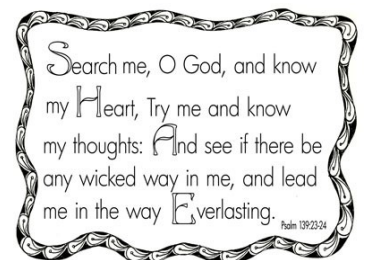 Search me, O God, and know
my Heart, Try me and know
my thoughts: And see if there be
any wicked way in me, and lead
me in the way Everlasting.
Psalm 139:23-24